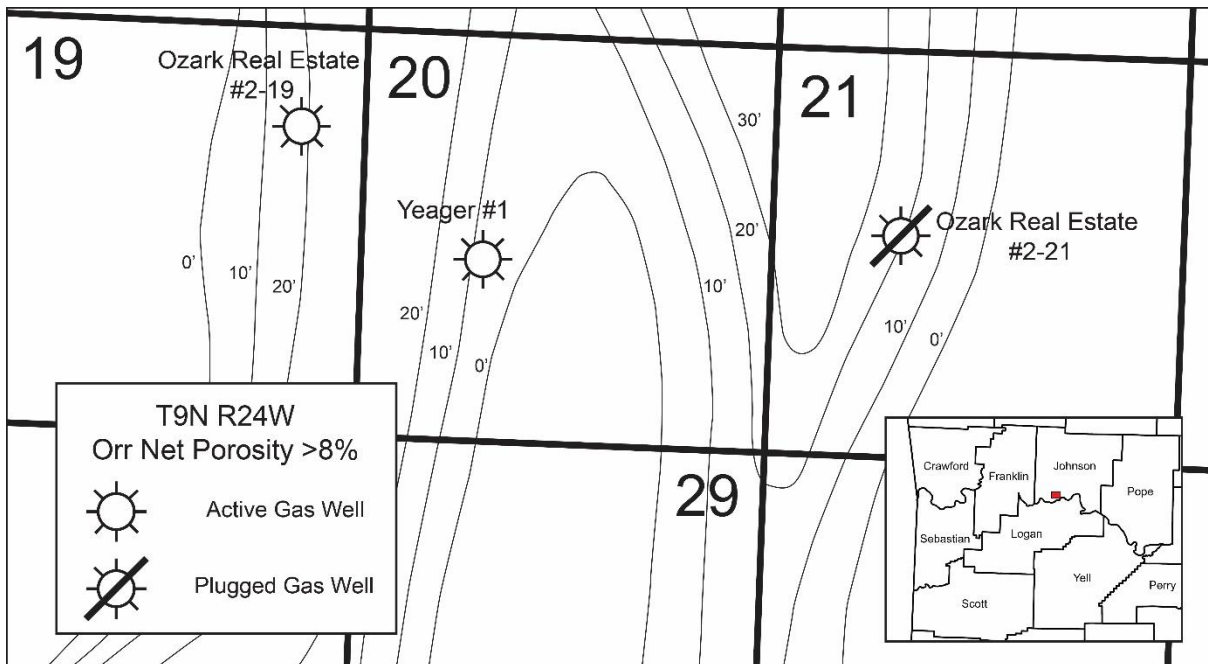 19
Ozark Real Estate
#2-19
20
21
30'
Yeager #1
20'
Ozark Real Estate
#2-21
0'
10'
20'
10'
20'
10'
0'
10'
0'
T9N R24W
Orr Net Porosity >8%
Active Gas Well
Plugged Gas Well
29
Crawford
Franklin
Johnson
Pope
Sebastian
Logan
Yell
Perry
Scott